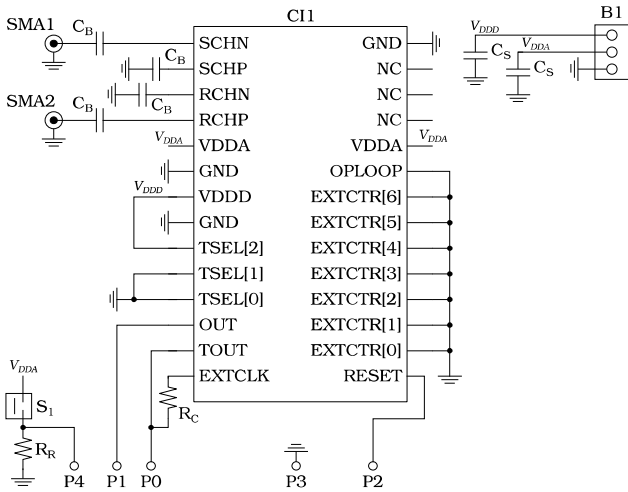 CI1
B1
SMA1
C_B
V_DDD
SCHN
GND
V_DDA
C_S
C_B
SCHP
NC
C_S
RCHN
NC
SMA2
C_B
C_B
RCHP
NC
V_DDA
VDDA
VDDA
V_DDA
GND
OPLOOP
V_DDD
VDDD
EXTCTR[6]
GND
EXTCTR[5]
TSEL[2]
EXTCTR[4]
TSEL[1]
EXTCTR[3]
TSEL[0]
EXTCTR[2]
OUT
EXTCTR[1]
TOUT
EXTCTR[0]
V_DDA
EXTCLK
RESET
S_1
R_C
R_R
P4
P1
P0
P3
P2